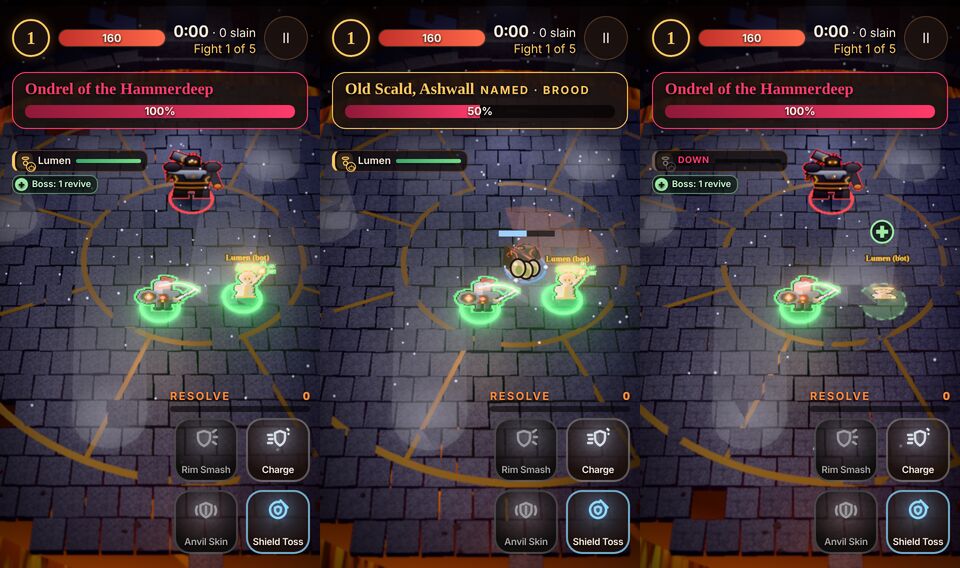 1
160
0:00 · 0 slain
Fight 1 of 5
Ondrel of the Hammerdeep
100%
Lumen
Boss: 1 revive
Lumen (bot)
RESOLVE 0
Rim Smash
Charge
Anvil Skin
Shield Toss
1
160
0:00 · 0 slain
Fight 1 of 5
Old Scald, Ashwall NAMED · BROOD
50%
Lumen
Lumen (bot)
RESOLVE 0
Rim Smash
Charge
Anvil Skin
Shield Toss
1
160
0:00 · 0 slain
Fight 1 of 5
Ondrel of the Hammerdeep
100%
DOWN
Boss: 1 revive
Lumen (bot)
RESOLVE 0
Rim Smash
Charge
Anvil Skin
Shield Toss